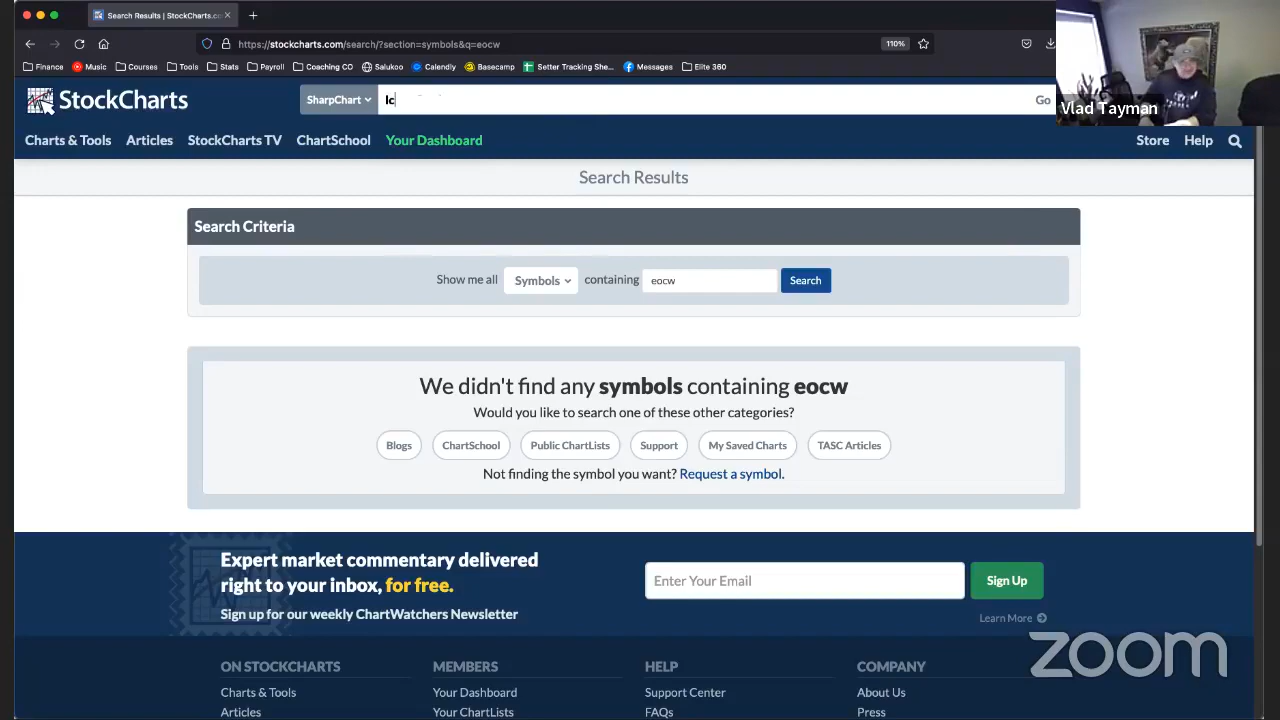 Search Results | StockCharts.co
https://stockcharts.com/search/?section=symbols&q=eocw
110%
Finance Music Courses Tools Stats Payroll Coaching CO Salukoo Calendly Basecamp Setter Tracking She... Messages Elite 360
StockCharts
SharpChart
Ic
Go
Vlad Tayman
Charts & Tools Articles StockCharts TV ChartSchool Your Dashboard Store Help
Search Results
Search Criteria
Show me all Symbols containing eocw Search
We didn't find any symbols containing eocw
Would you like to search one of these other categories?
Blogs ChartSchool Public ChartLists Support My Saved Charts TASC Articles
Not finding the symbol you want? Request a symbol.
Expert market commentary delivered
right to your inbox, for free.
Sign up for our weekly ChartWatchers Newsletter
Enter Your Email Sign Up
Learn More
zoom
ON STOCKCHARTS MEMBERS HELP COMPANY
Charts & Tools Your Dashboard Support Center About Us
Articles Your ChartLists FAQs Press